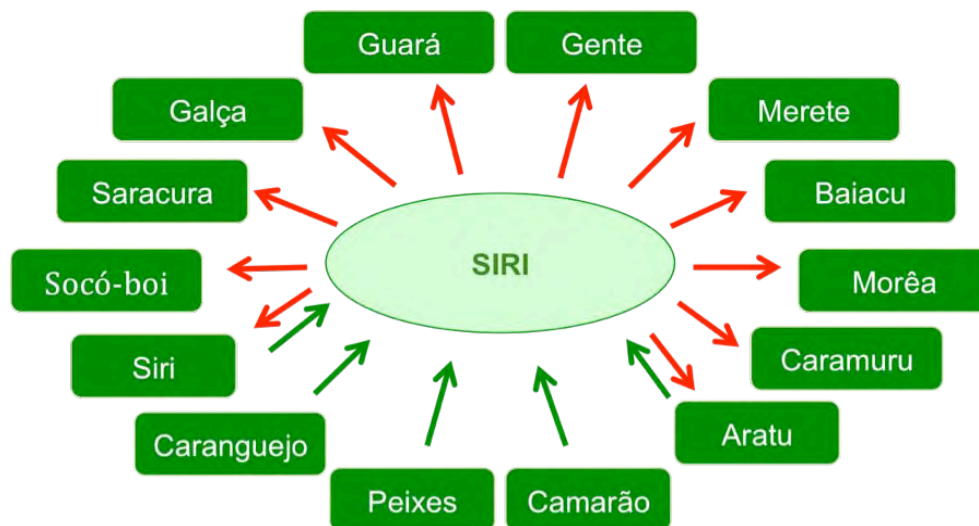 Guará
Gente
Galça
Merete
Saracura
Baiacu
SIRI
Socó-boi
Morêa
Siri
Caramuru
Caranguejo
Aratu
Peixes
Camarão